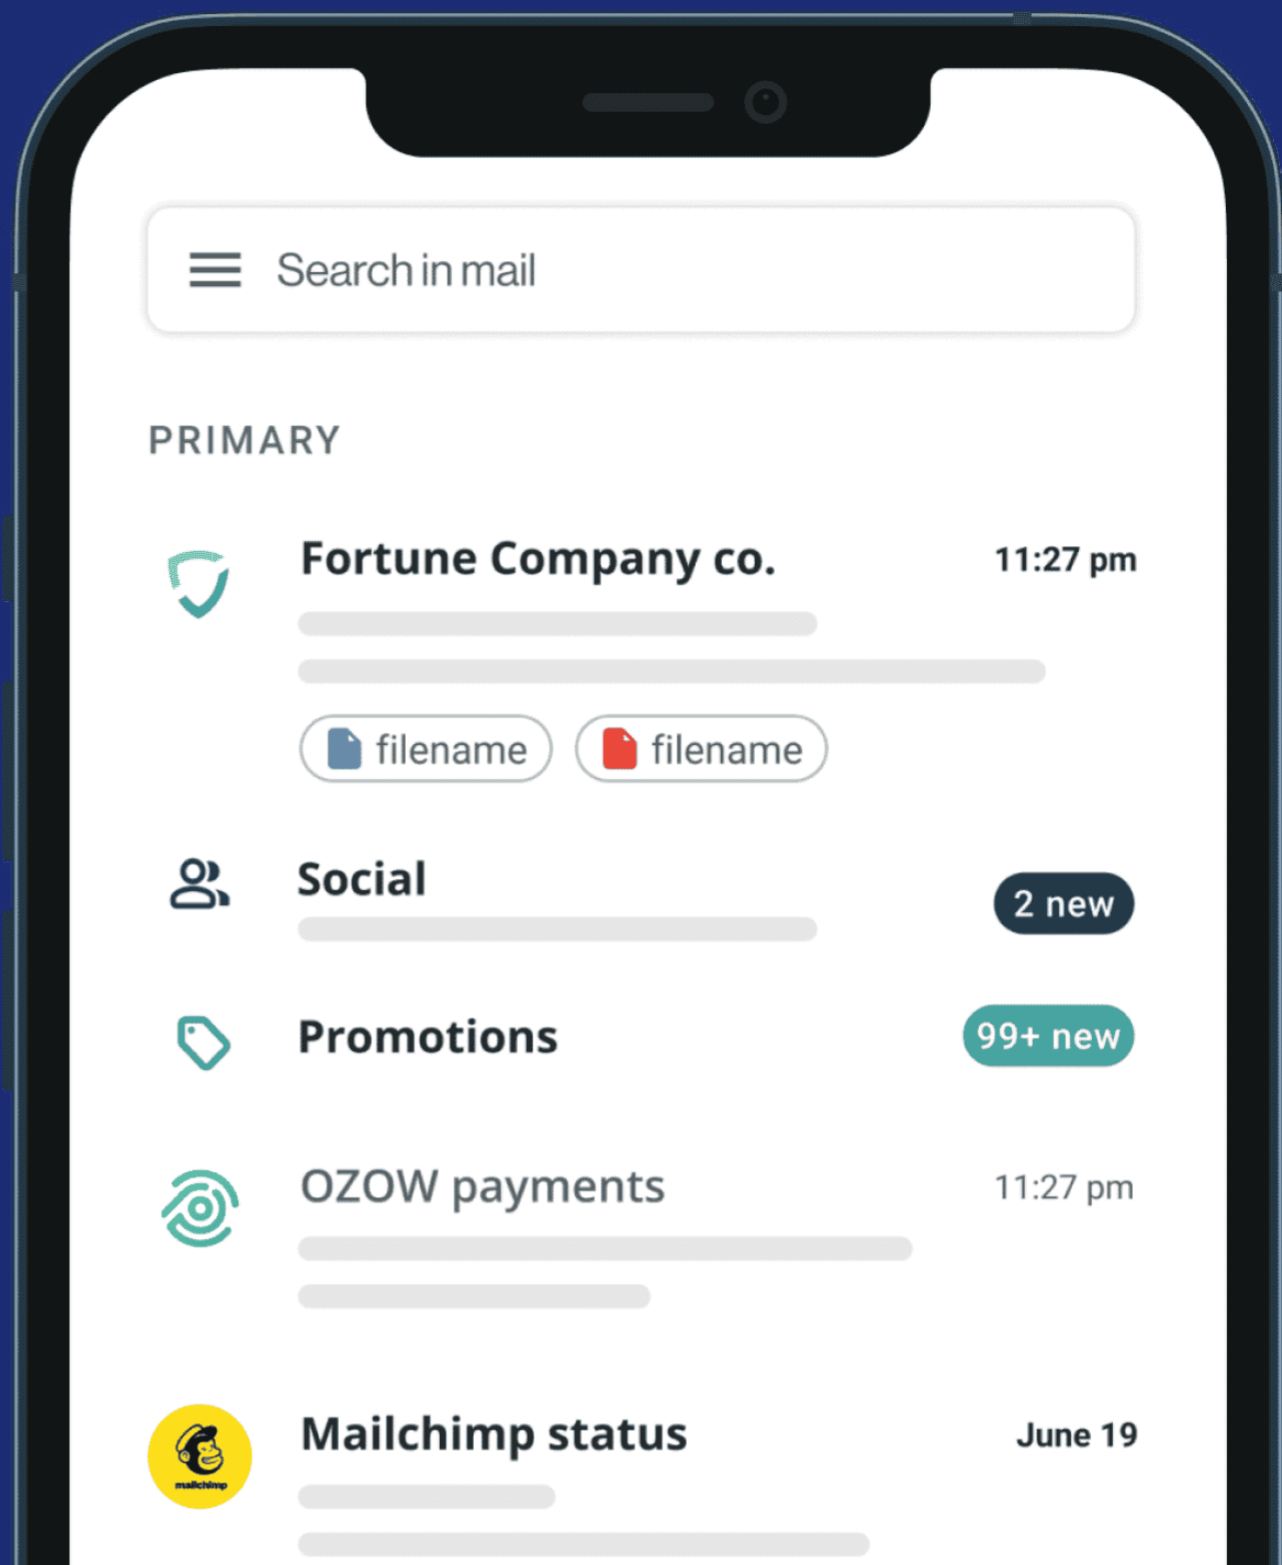 Search in mail
PRIMARY
Fortune Company co.
11:27 pm
filename
filename
Social
2 new
Promotions
99+ new
OZOW payments
11:27 pm
Mailchimp status
June 19
mailchimp